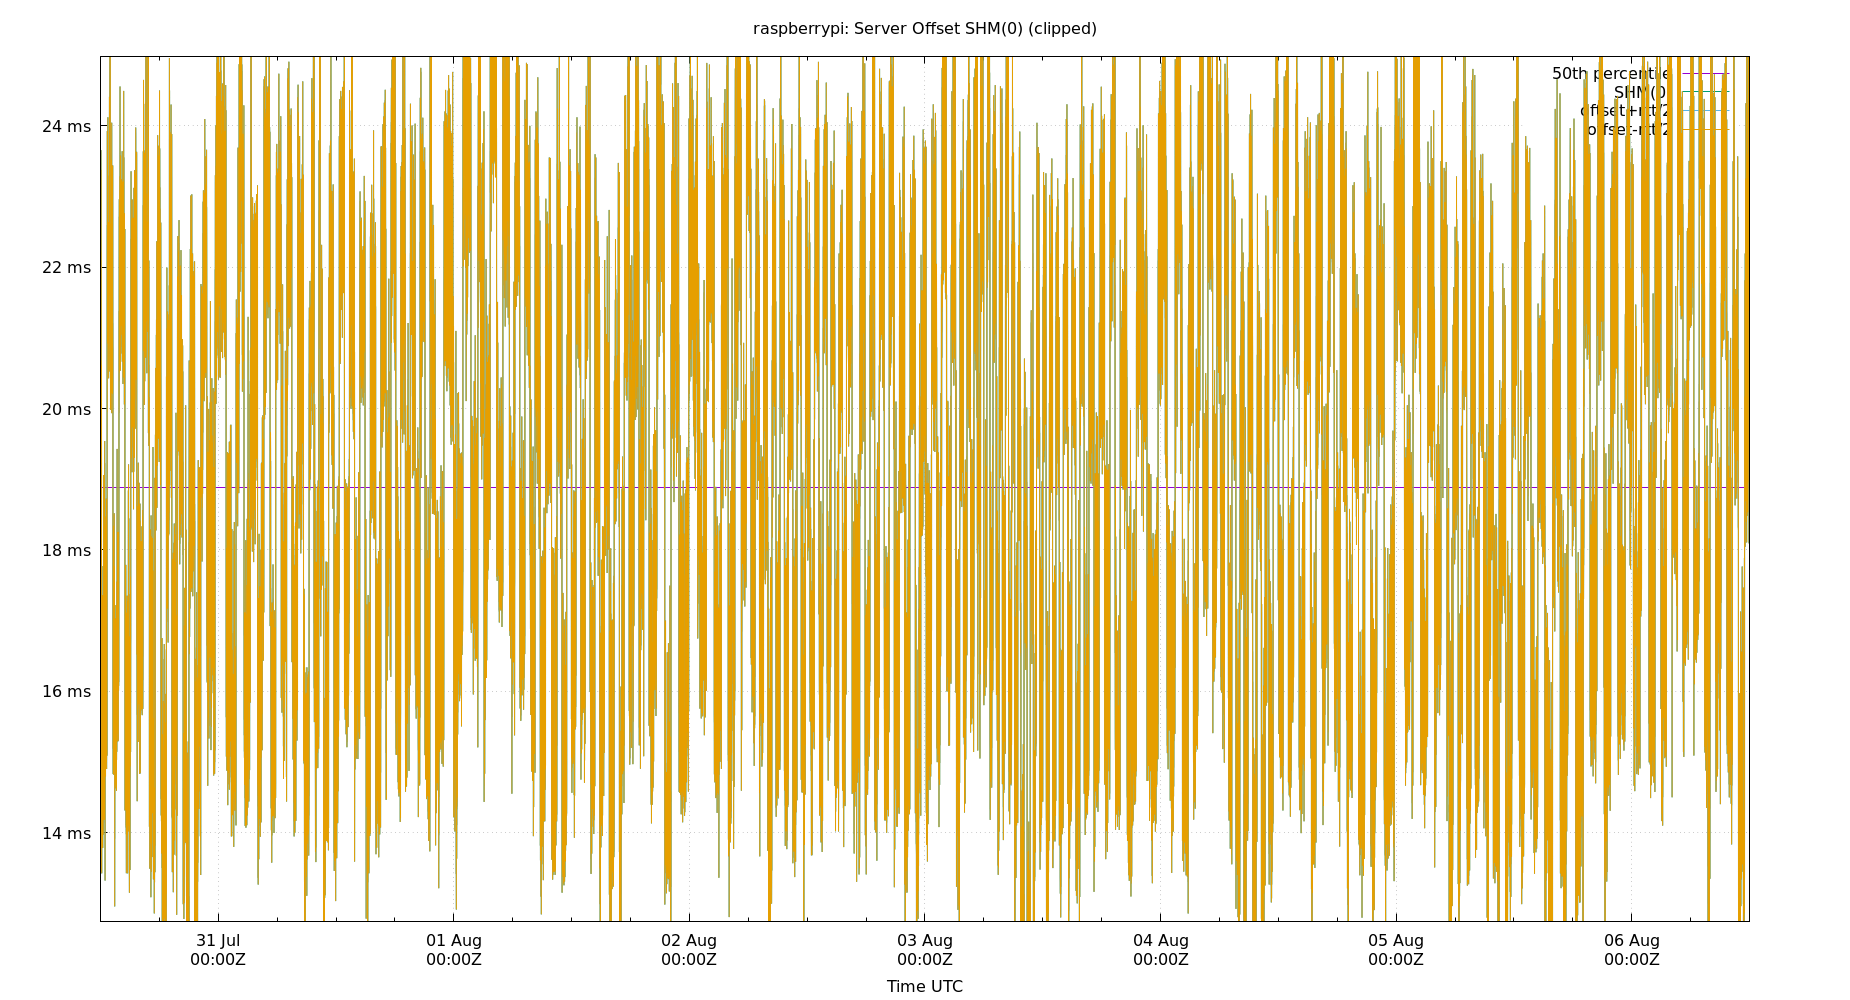 raspberrypi: Server Offset SHM(0) (clipped)
50th percentile
SHM(0)
offset+rtt/2
offset-rtt/2
24 ms
22 ms
20 ms
18 ms
16 ms
14 ms
31 Jul 01 Aug 02 Aug 03 Aug 04 Aug 05 Aug 06 Aug
00:00Z 00:00Z 00:00Z 00:00Z 00:00Z 00:00Z 00:00Z
Time UTC